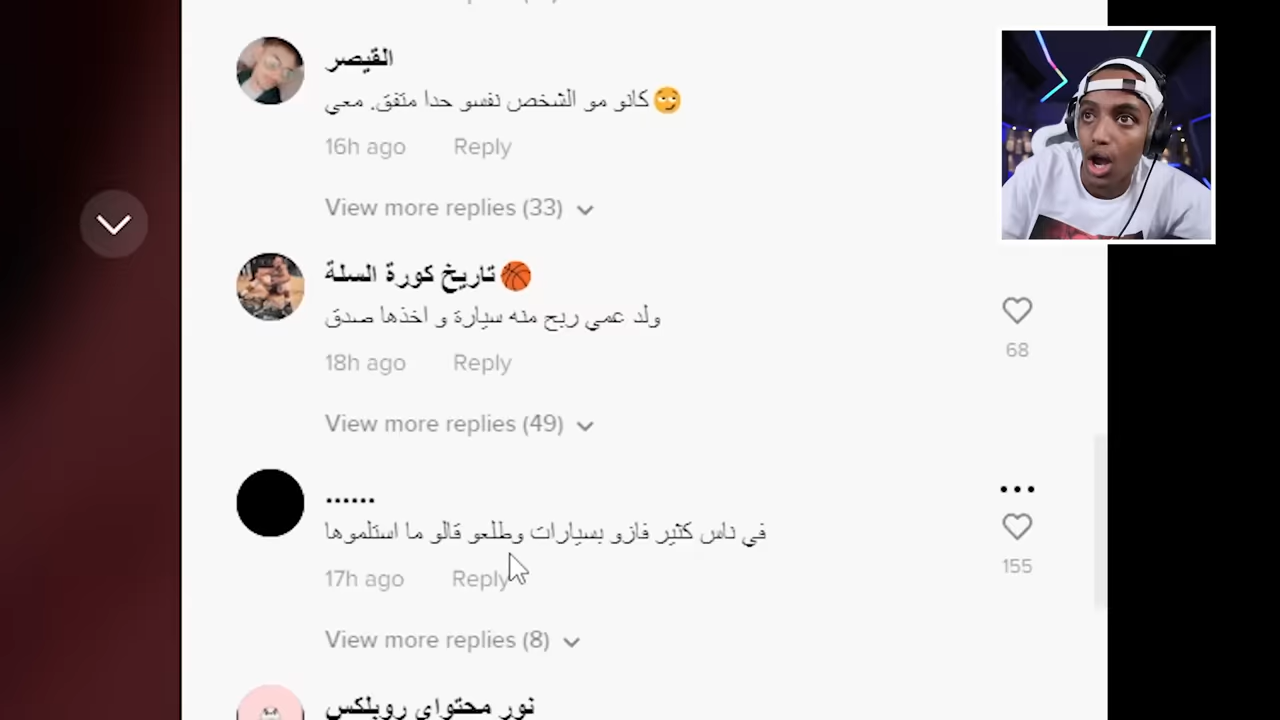 القيصر
كانو مو الشخص نفسو حدا متفق. معي🙄
16h ago Reply
View more replies (33)
تاريخ كورة السلة🏀
ولد عمي ربح منه سيارة و اخذها صدق
68
18h ago Reply
View more replies (49)
......
في ناس كثير فازو بسيارات وطلعو قالو ما استلموها
155
17h ago Reply
View more replies (8)
نور محتواي روبلكس